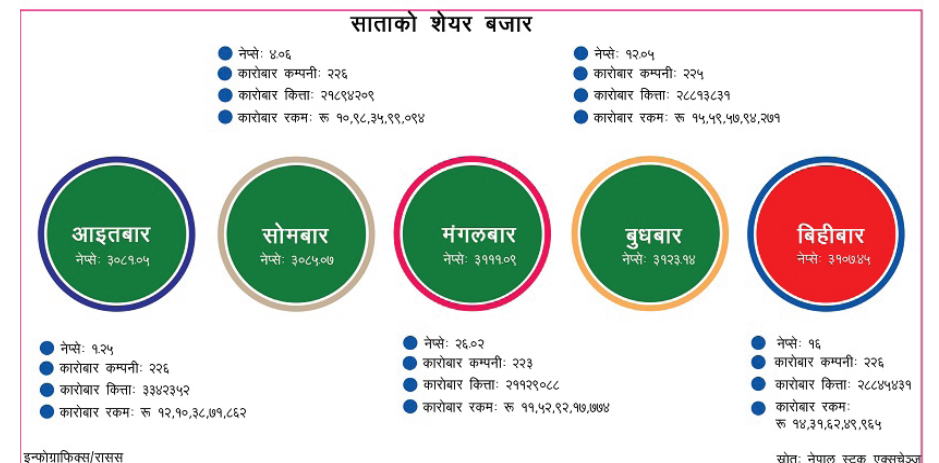 साताको शेयर बजार
नेप्सेः ४.०६
कारोबार कम्पनीः २२६
कारोबार कित्ताः २१८९४२०९
कारोबार रकमः रू १०,९८,३५,९९,०९४
नेप्सेः १२.०५
कारोबार कम्पनीः २२५
कारोबार कित्ताः २८८१३८३१
कारोबार रकमः रू १५,५९,५७,९४,२७१
आइतबार
नेप्सेः ३०८१.०५
सोमबार
नेप्सेः ३०८५.०७
मंगलबार
नेप्सेः ३१११.०९
बुधबार
नेप्सेः ३१२३.१४
बिहीबार
नेप्सेः ३१०७.४५
नेप्सेः १.२५
कारोबार कम्पनीः २२६
कारोबार कित्ताः ३३४२३५२
कारोबार रकमः रू १२,१०,३८,७१,८६२
नेप्सेः २६.०२
कारोबार कम्पनीः २२३
कारोबार कित्ताः २११२९०८८
कारोबार रकमः रू ११,५२,९२,१७,७७४
नेप्सेः १६
कारोबार कम्पनीः २२६
कारोबार कित्ताः २८८४५४३१
कारोबार रकमः
रू १४,३१,६२,४९,९६५
इन्फोग्राफिक्स/रासस
स्रोतः नेपाल स्टक एक्सचेञ्ज